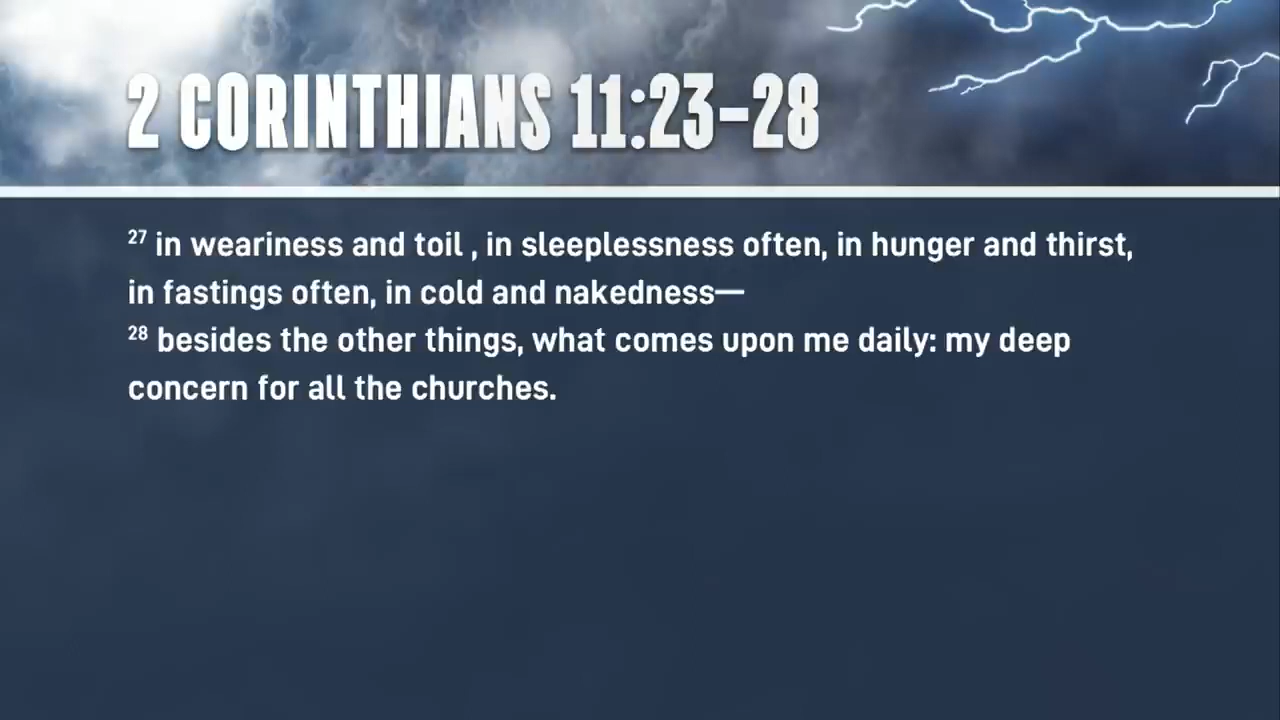 2 CORINTHIANS 11:23-28
27 in weariness and toil , in sleeplessness often, in hunger and thirst,
in fastings often, in cold and nakedness—
28 besides the other things, what comes upon me daily: my deep
concern for all the churches.